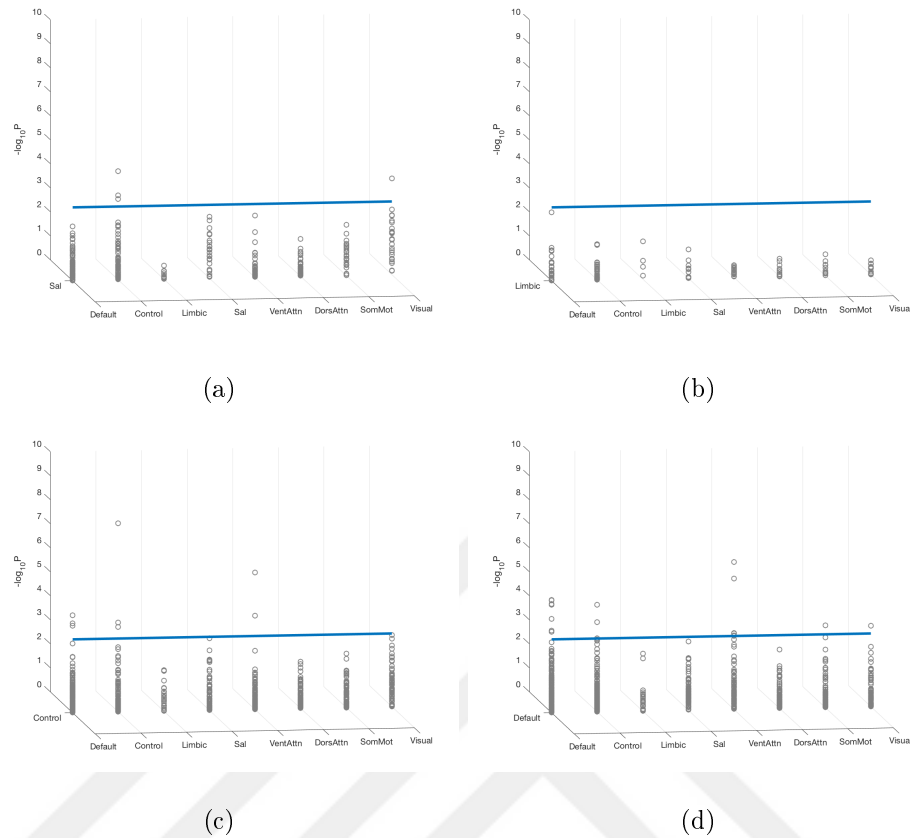 10
9
8
7
6
5
4
3
2
1
0
-log10P
Sal
Default Control Limbic Sal VentAttn DorsAttn SomMot Visual
(a)
10
9
8
7
6
5
4
3
2
1
0
-log10P
Limbic
Default Control Limbic Sal VentAttn DorsAttn SomMot Visua
(b)
10
9
8
7
6
5
4
3
2
1
0
-log10P
Control
Default Control Limbic Sal VentAttn DorsAttn SomMot Visual
(c)
10
9
8
7
6
5
4
3
2
1
0
-log10P
Default
Default Control Limbic Sal VentAttn DorsAttn SomMot Visua
(d)